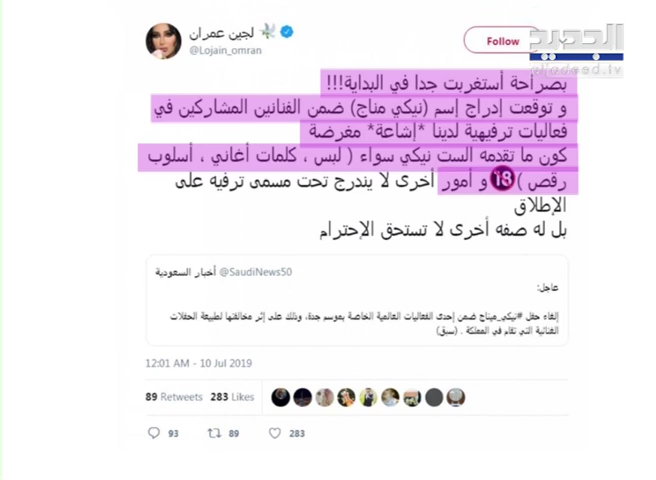 لجين عمران
@Lojain_omran
Follow
الجديد
aljadeed.tv
بصراحة أستغربت جدا في البداية!!!
و توقعت إدراج إسم (نيكي مناج) ضمن الفنانين المشاركين في
فعاليات ترفيهية لدينا *إشاعة* مغرضة
كون ما تقدمه الست نيكي سواء ( لبس ، كلمات أغاني ، أسلوب
رقص )🔞 و أمور أخرى لا يندرج تحت مسمى ترفيه على
الإطلاق
بل له صفه أخرى لا تستحق الإحترام
أخبار السعودية @SaudiNews50
عاجل:
إلغاء حفل #نيكي_ميناج ضمن إحدى الفعاليات العالمية الخاصة بموسم جدة، وذلك على إثر مخالفتها لطبيعة الحفلات
الغنائية التي تقام في المملكة . (سبق)
12:01 AM - 10 Jul 2019
89 Retweets 283 Likes
93 89 283